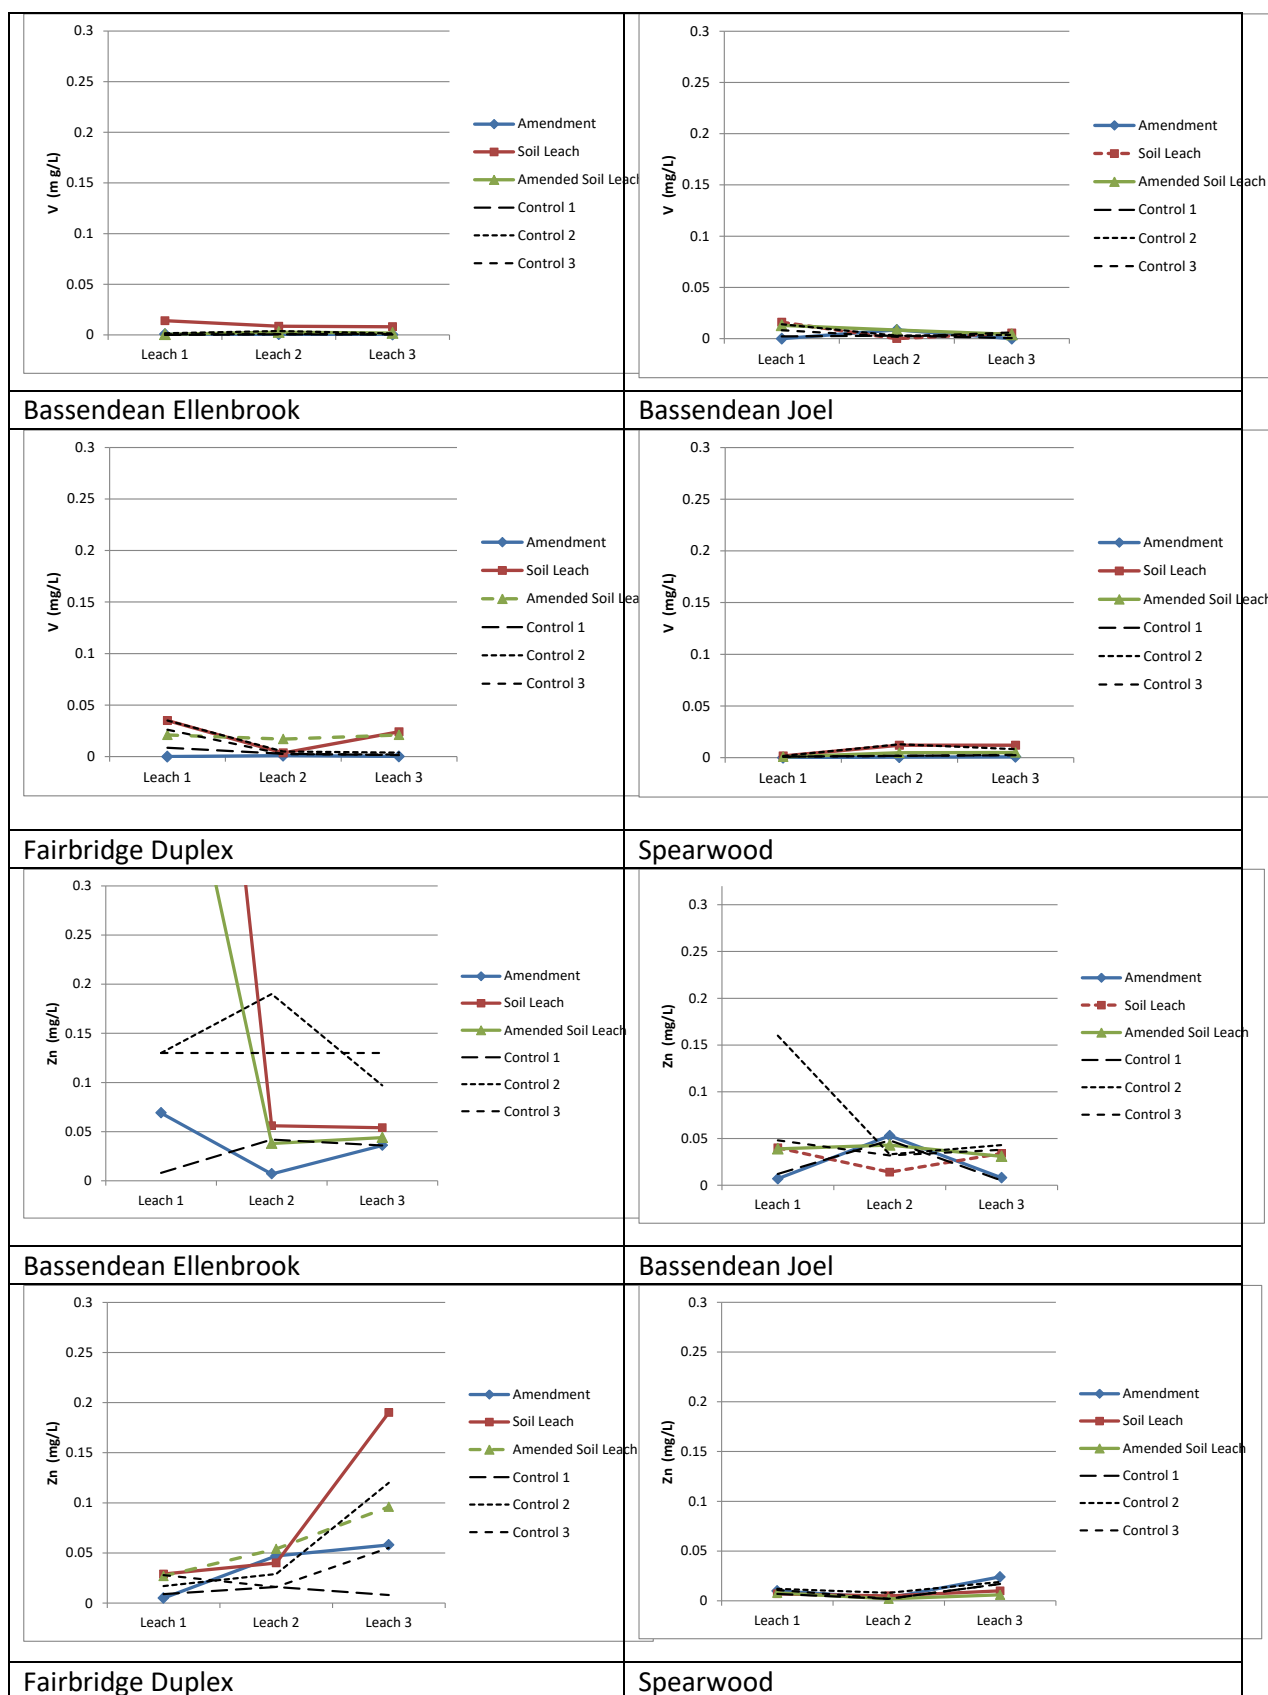 0.3
0.25
0.2
0.15
0.1
0.05
0
V (m g/L)
Leach 1 Leach 2 Leach 3
Amendment
Soil Leach
Amended Soil Leach
Control 1
Control 2
Control 3
0.3
0.25
0.2
0.15
0.1
0.05
0
V (mg/L)
Leach 1 Leach 2 Leach 3
Amendment
Soil Leach
Amended Soil Leach
Control 1
Control 2
Control 3
Bassendean Ellenbrook
Bassendean Joel
0.3
0.25
0.2
0.15
0.1
0.05
0
V (mg/L)
Leach 1 Leach 2 Leach 3
Amendment
Soil Leach
Amended Soil Lea
Control 1
Control 2
Control 3
0.3
0.25
0.2
0.15
0.1
0.05
0
V (mg/L)
Leach 1 Leach 2 Leach 3
Amendment
Soil Leach
Amended Soil Leach
Control 1
Control 2
Control 3
Fairbridge Duplex
Spearwood
0.3
0.25
0.2
0.15
0.1
0.05
0
Zn (mg/L)
Leach 1 Leach 2 Leach 3
Amendment
Soil Leach
Amended Soil Leach
Control 1
Control 2
Control 3
0.3
0.25
0.2
0.15
0.1
0.05
0
Zn (mg/L)
Leach 1 Leach 2 Leach 3
Amendment
Soil Leach
Amended Soil Leach
Control 1
Control 2
Control 3
Bassendean Ellenbrook
Bassendean Joel
0.3
0.25
0.2
0.15
0.1
0.05
0
Zn (mg/L)
Leach 1 Leach 2 Leach 3
Amendment
Soil Leach
Amended Soil Leach
Control 1
Control 2
Control 3
0.3
0.25
0.2
0.15
0.1
0.05
0
Zn (mg/L)
Leach 1 Leach 2 Leach 3
Amendment
Soil Leach
Amended Soil Leach
Control 1
Control 2
Control 3
Fairbridge Duplex
Spearwood